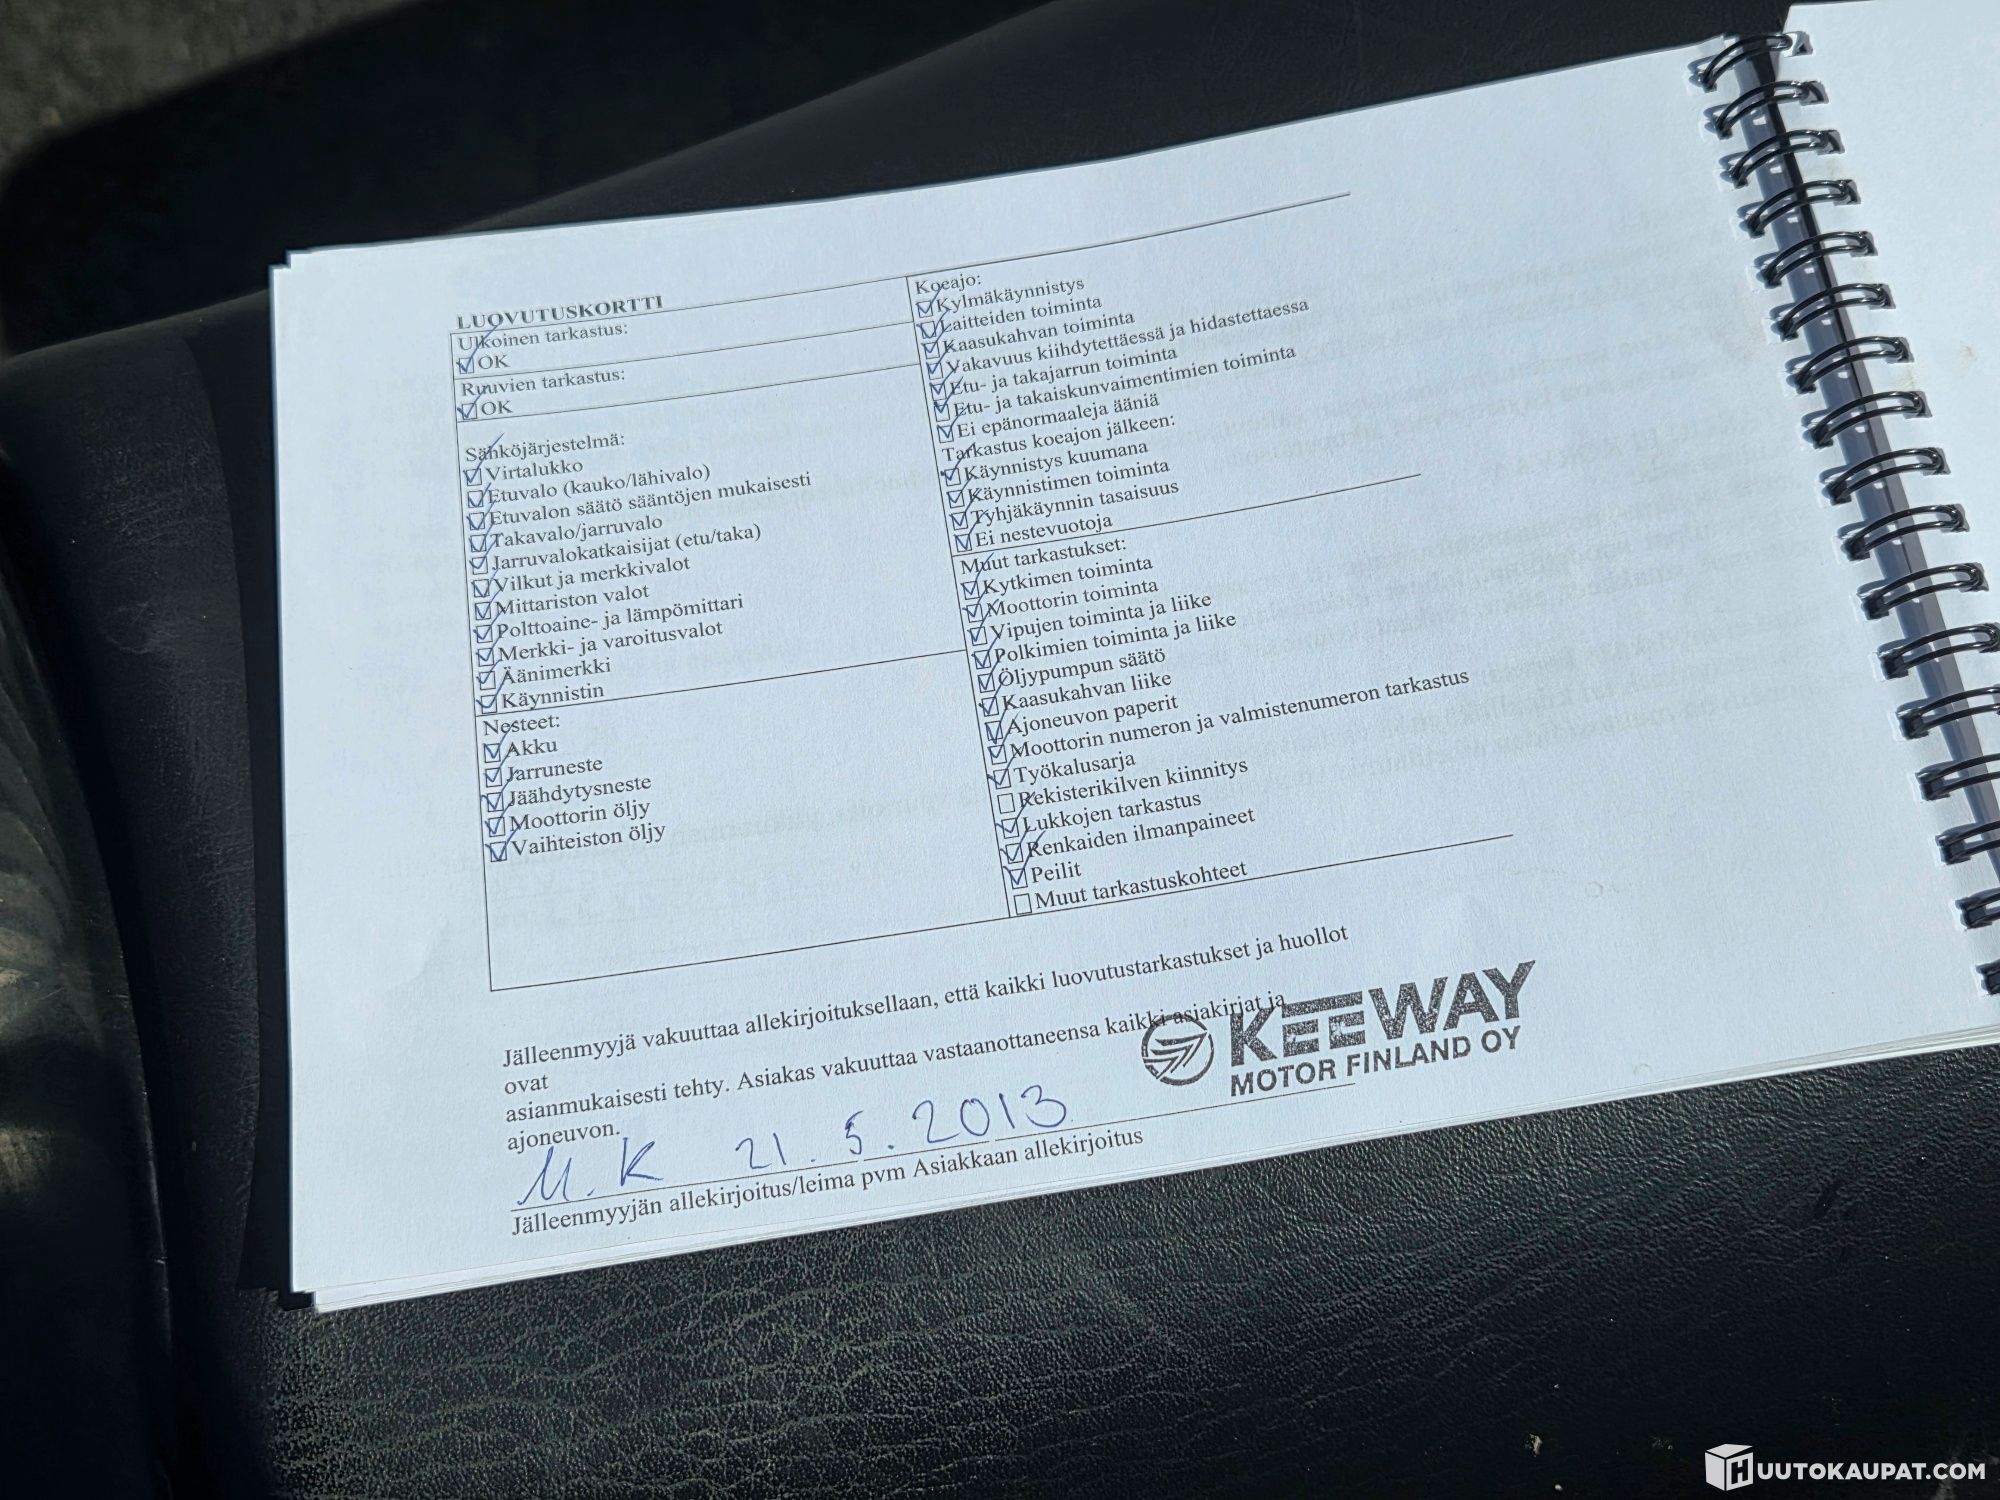 LUOVUTUSKORTTI
Ulkoinen tarkastus:
OK
Ruuvien tarkastus:
OK
Sähköjärjestelmä:
Virtalukko
Etuvalo (kauko/lähivalo)
Etuvalon säätö sääntöjen mukaisesti
Takavalo/jarruvalo
Jarruvalokatkaisijat (etu/taka)
Vilkut ja merkkivalot
Mittariston valot
Polttoaine- ja lämpömittari
Merkki- ja varoitusvalot
Äänimerkki
Käynnistin
Nesteet:
Akku
Jarruneste
Jäähdytysneste
Moottorin öljy
Vaihteiston öljy
Koeajo:
Kylmäkäynnistys
Laitteiden toiminta
Kaasukahvan toiminta
Vakavuus kiihdytettäessä ja hidastettaessa
Etu- ja takajarrun toiminta
Etu- ja takaiskunvaimentimien toiminta
Ei epänormaaleja ääniä
Tarkastus koeajon jälkeen:
Käynnistys kuumana
Käynnistimen toiminta
Tyhjäkäynnin tasaisuus
Ei nestevuotoja
Muut tarkastukset:
Kytkimen toiminta
Moottorin toiminta
Vipujen toiminta ja liike
Polkimien toiminta ja liike
Öljypumpun säätö
Kaasukahvan liike
Ajoneuvon paperit
Moottorin numeron ja valmistenumeron tarkastus
Työkalusarja
Rekisterikilven kiinnitys
Lukkojen tarkastus
Renkaiden ilmanpaineet
Peilit
Muut tarkastuskohteet
Jälleenmyyjä vakuuttaa allekirjoituksellaan, että kaikki luovutustarkastukset ja huollot
ovat
asianmukaisesti tehty. Asiakas vakuuttaa vastaanottaneensa kaikki asiakirjat ja
ajoneuvon.
KEEWAY
MOTOR FINLAND OY
M.K 21.5.2013
Jälleenmyyjän allekirjoitus/leima pvm Asiakkaan allekirjoitus
HUUTOKAUPAT.COM